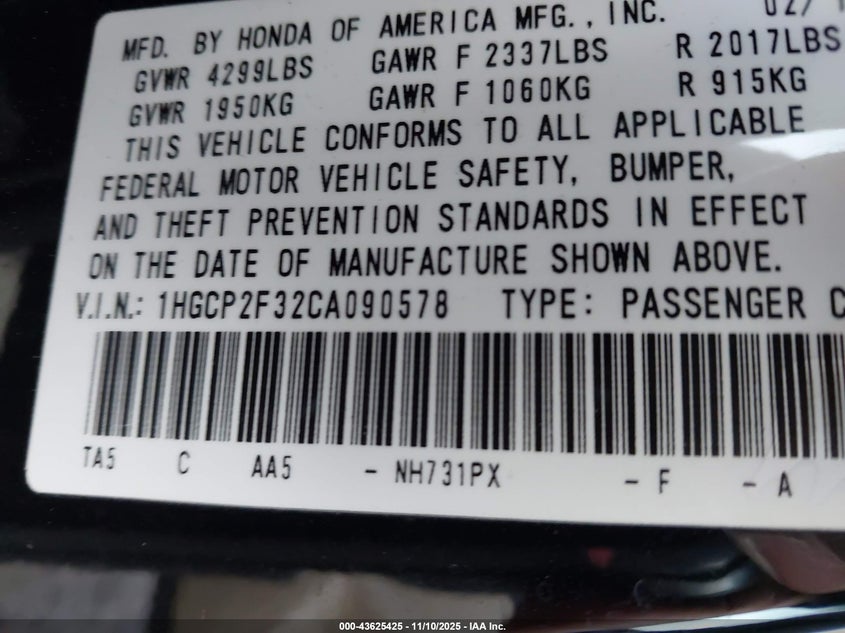 MFD. BY HONDA OF AMERICA MFG., INC. 02/
GVWR 4299LBS GAWR F 2337LBS R 2017LBS
GVWR 1950KG GAWR F 1060KG R 915KG
THIS VEHICLE CONFORMS TO ALL APPLICABLE
FEDERAL MOTOR VEHICLE SAFETY, BUMPER,
AND THEFT PREVENTION STANDARDS IN EFFECT
ON THE DATE OF MANUFACTURE SHOWN ABOVE.
V.I.N.: 1HGCP2F32CA090578 TYPE: PASSENGER C
TA5 C AA5 - NH731PX - F - A
000-43625425 - 11/10/2025 - IAA Inc.